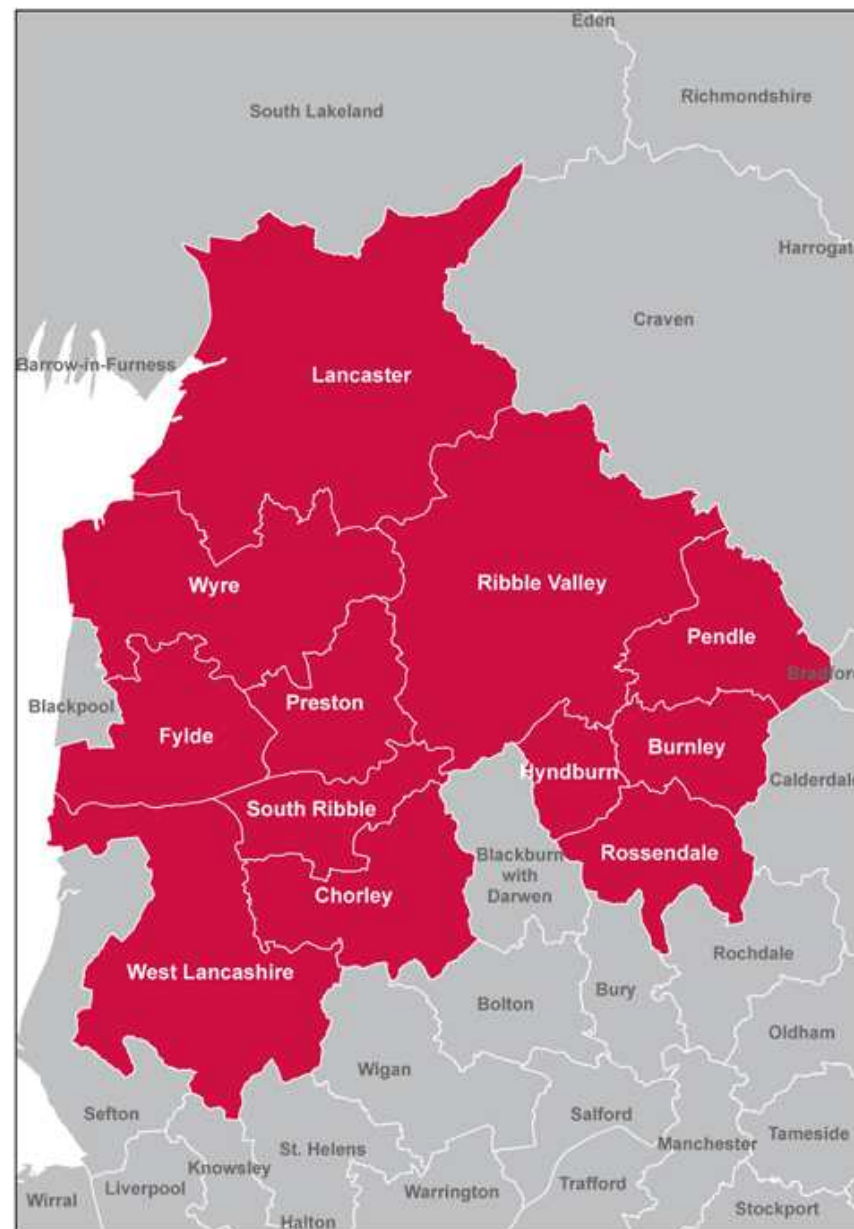 Eden
Richmondshire
South Lakeland
Harrogat
Craven
Barrow-in-Furness
Lancaster
Wyre
Ribble Valley
Pendle
Bradford
Blackpool
Preston
Fylde
Burnley
Hyndburn
Calderdale
South Ribble
Rossendale
Blackburn
with
Darwen
Chorley
West Lancashire
Rochdale
Bury
Bolton
Oldham
Wigan
Sefton
Salford
Tameside
Manchester
St. Helens
Knowsley
Liverpool
Trafford
Warrington
Wirral
Stockport
Halton